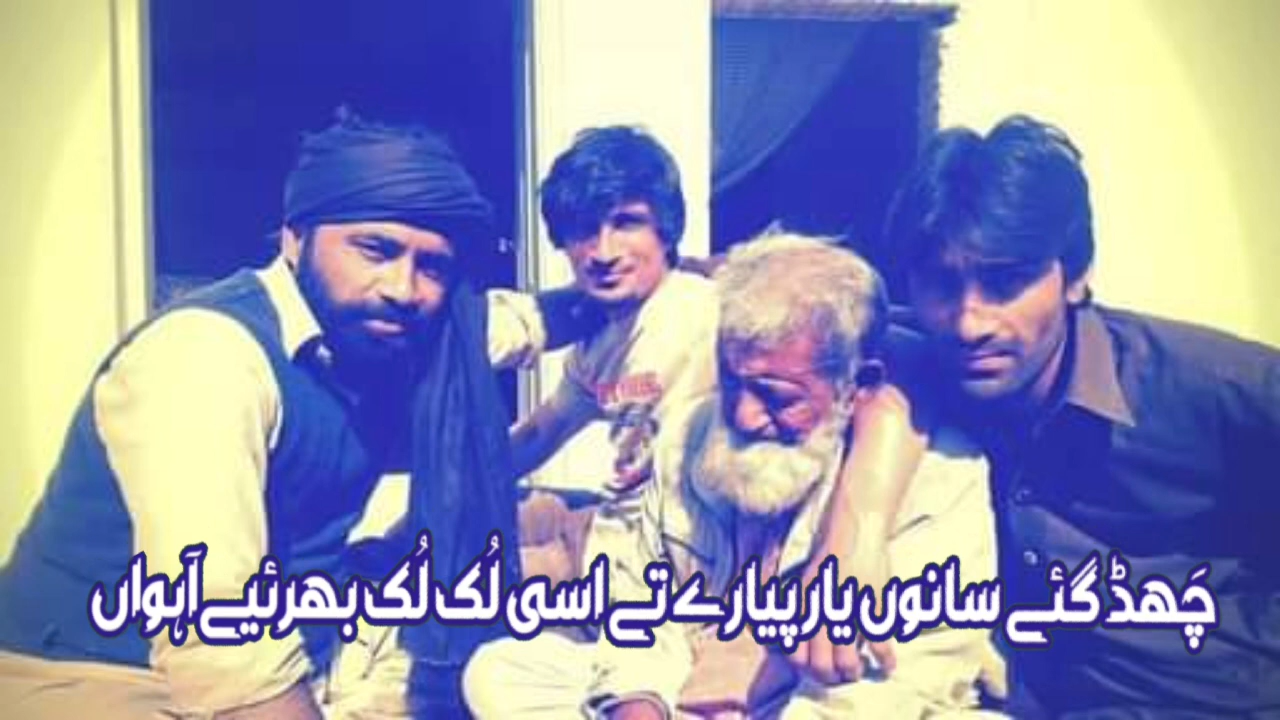 چَھڈ گئے سانوں یار پیارے تے اسی لُک لُک بھرئیے آہواں